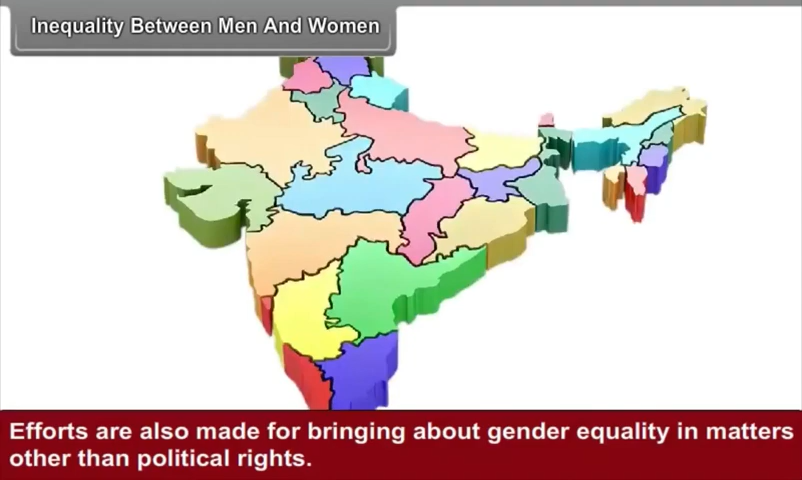 Inequality Between Men And Women
Efforts are also made for bringing about gender equality in matters
other than political rights.